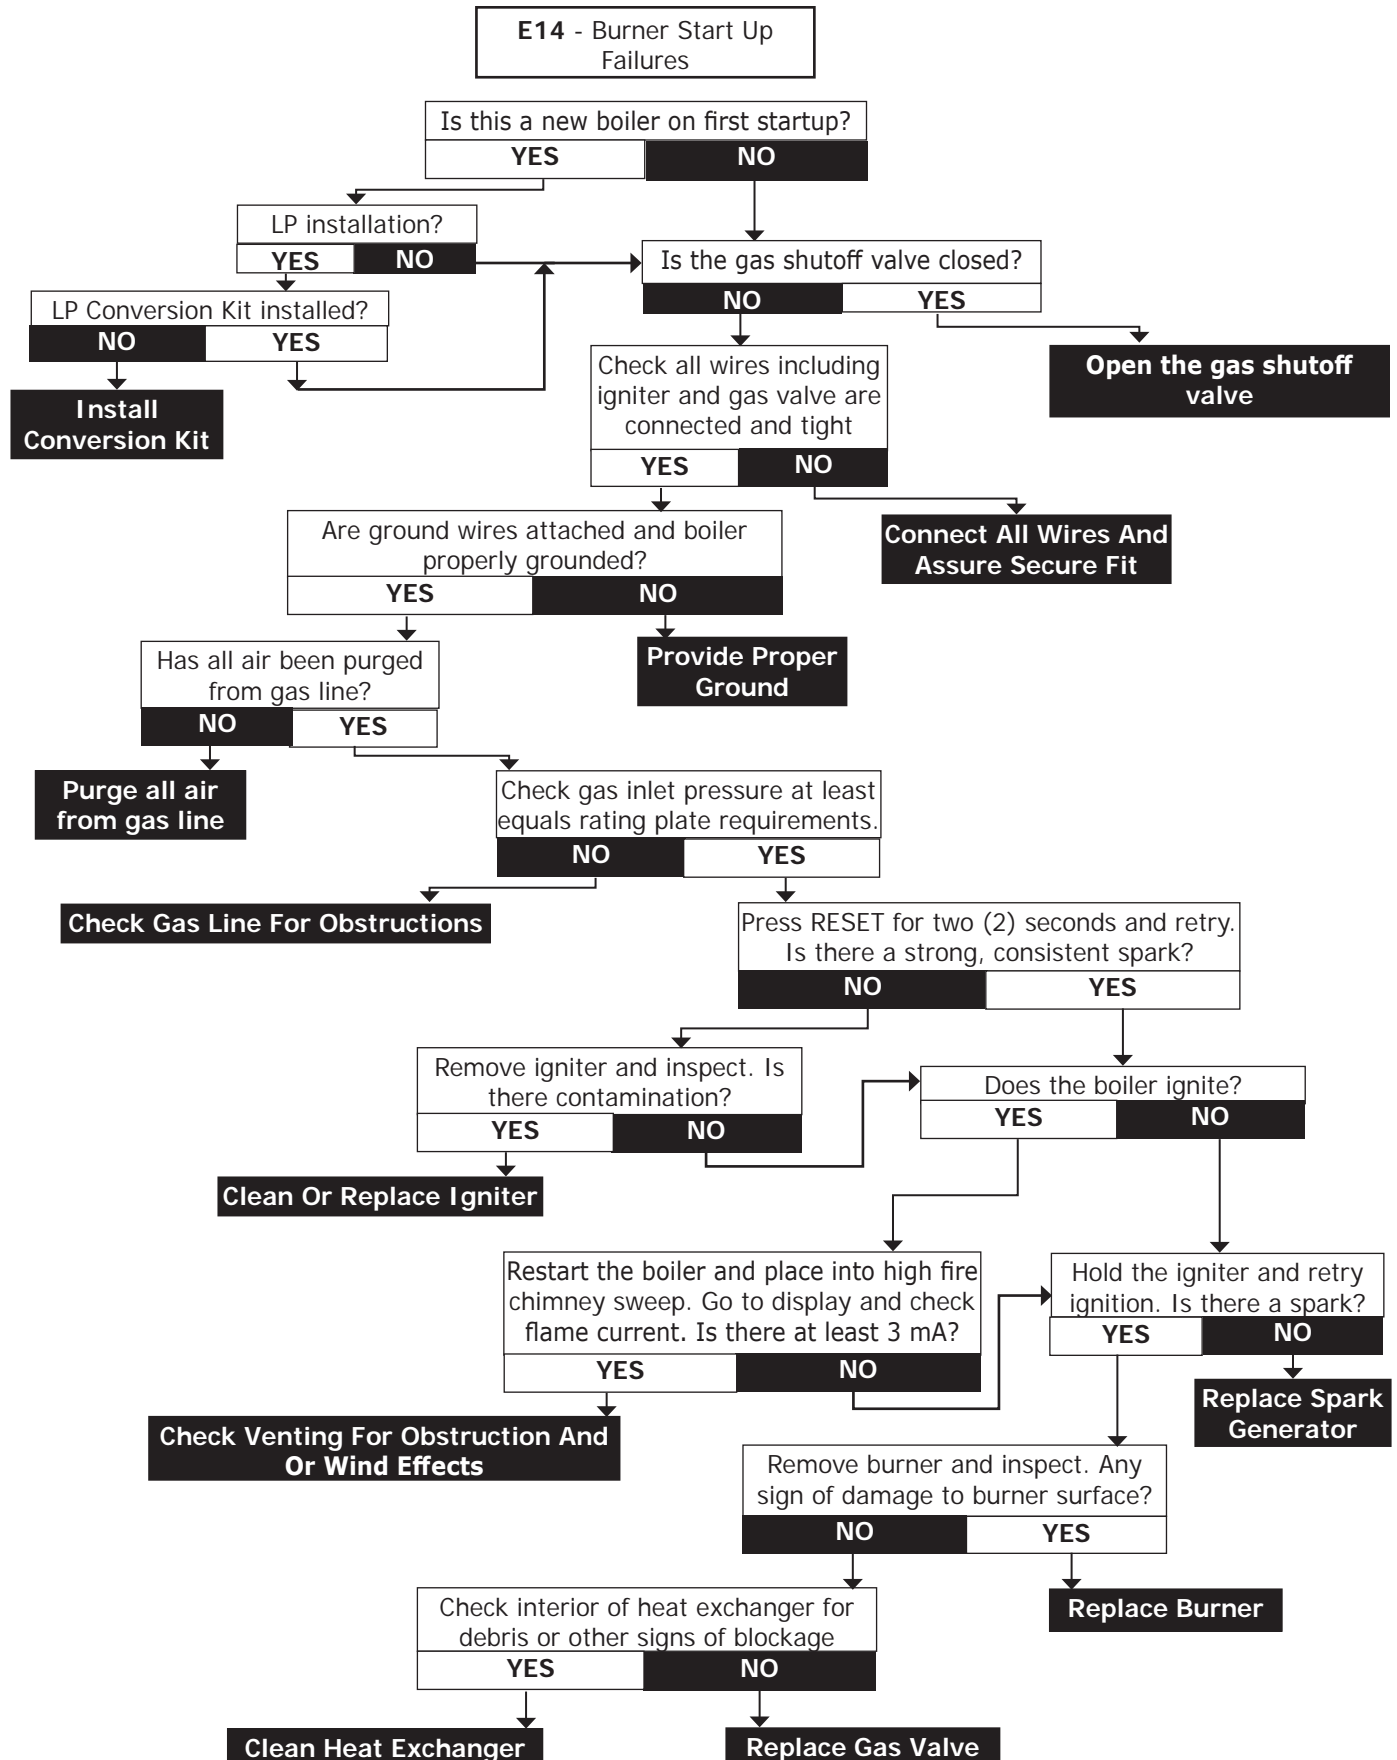 E14 - Burner Start Up
Failures
Is this a new boiler on first startup?
YES
NO
LP installation?
YES
NO
Is the gas shutoff valve closed?
NO
YES
LP Conversion Kit installed?
NO
YES
Open the gas shutoff
valve
Check all wires including
igniter and gas valve are
connected and tight
YES
NO
Install
Conversion Kit
Are ground wires attached and boiler
properly grounded?
YES
NO
Connect All Wires And
Assure Secure Fit
Has all air been purged
from gas line?
NO
YES
Provide Proper
Ground
Purge all air
from gas line
Check gas inlet pressure at least
equals rating plate requirements.
NO
YES
Check Gas Line For Obstructions
Press RESET for two (2) seconds and retry.
Is there a strong, consistent spark?
NO
YES
Remove igniter and inspect. Is
there contamination?
YES
NO
Does the boiler ignite?
YES
NO
Clean Or Replace Igniter
Restart the boiler and place into high fire
chimney sweep. Go to display and check
flame current. Is there at least 3 mA?
YES
NO
Hold the igniter and retry
ignition. Is there a spark?
YES
NO
Replace Spark
Generator
Check Venting For Obstruction And
Or Wind Effects
Remove burner and inspect. Any
sign of damage to burner surface?
NO
YES
Replace Burner
Check interior of heat exchanger for
debris or other signs of blockage
YES
NO
Clean Heat Exchanger
Replace Gas Valve